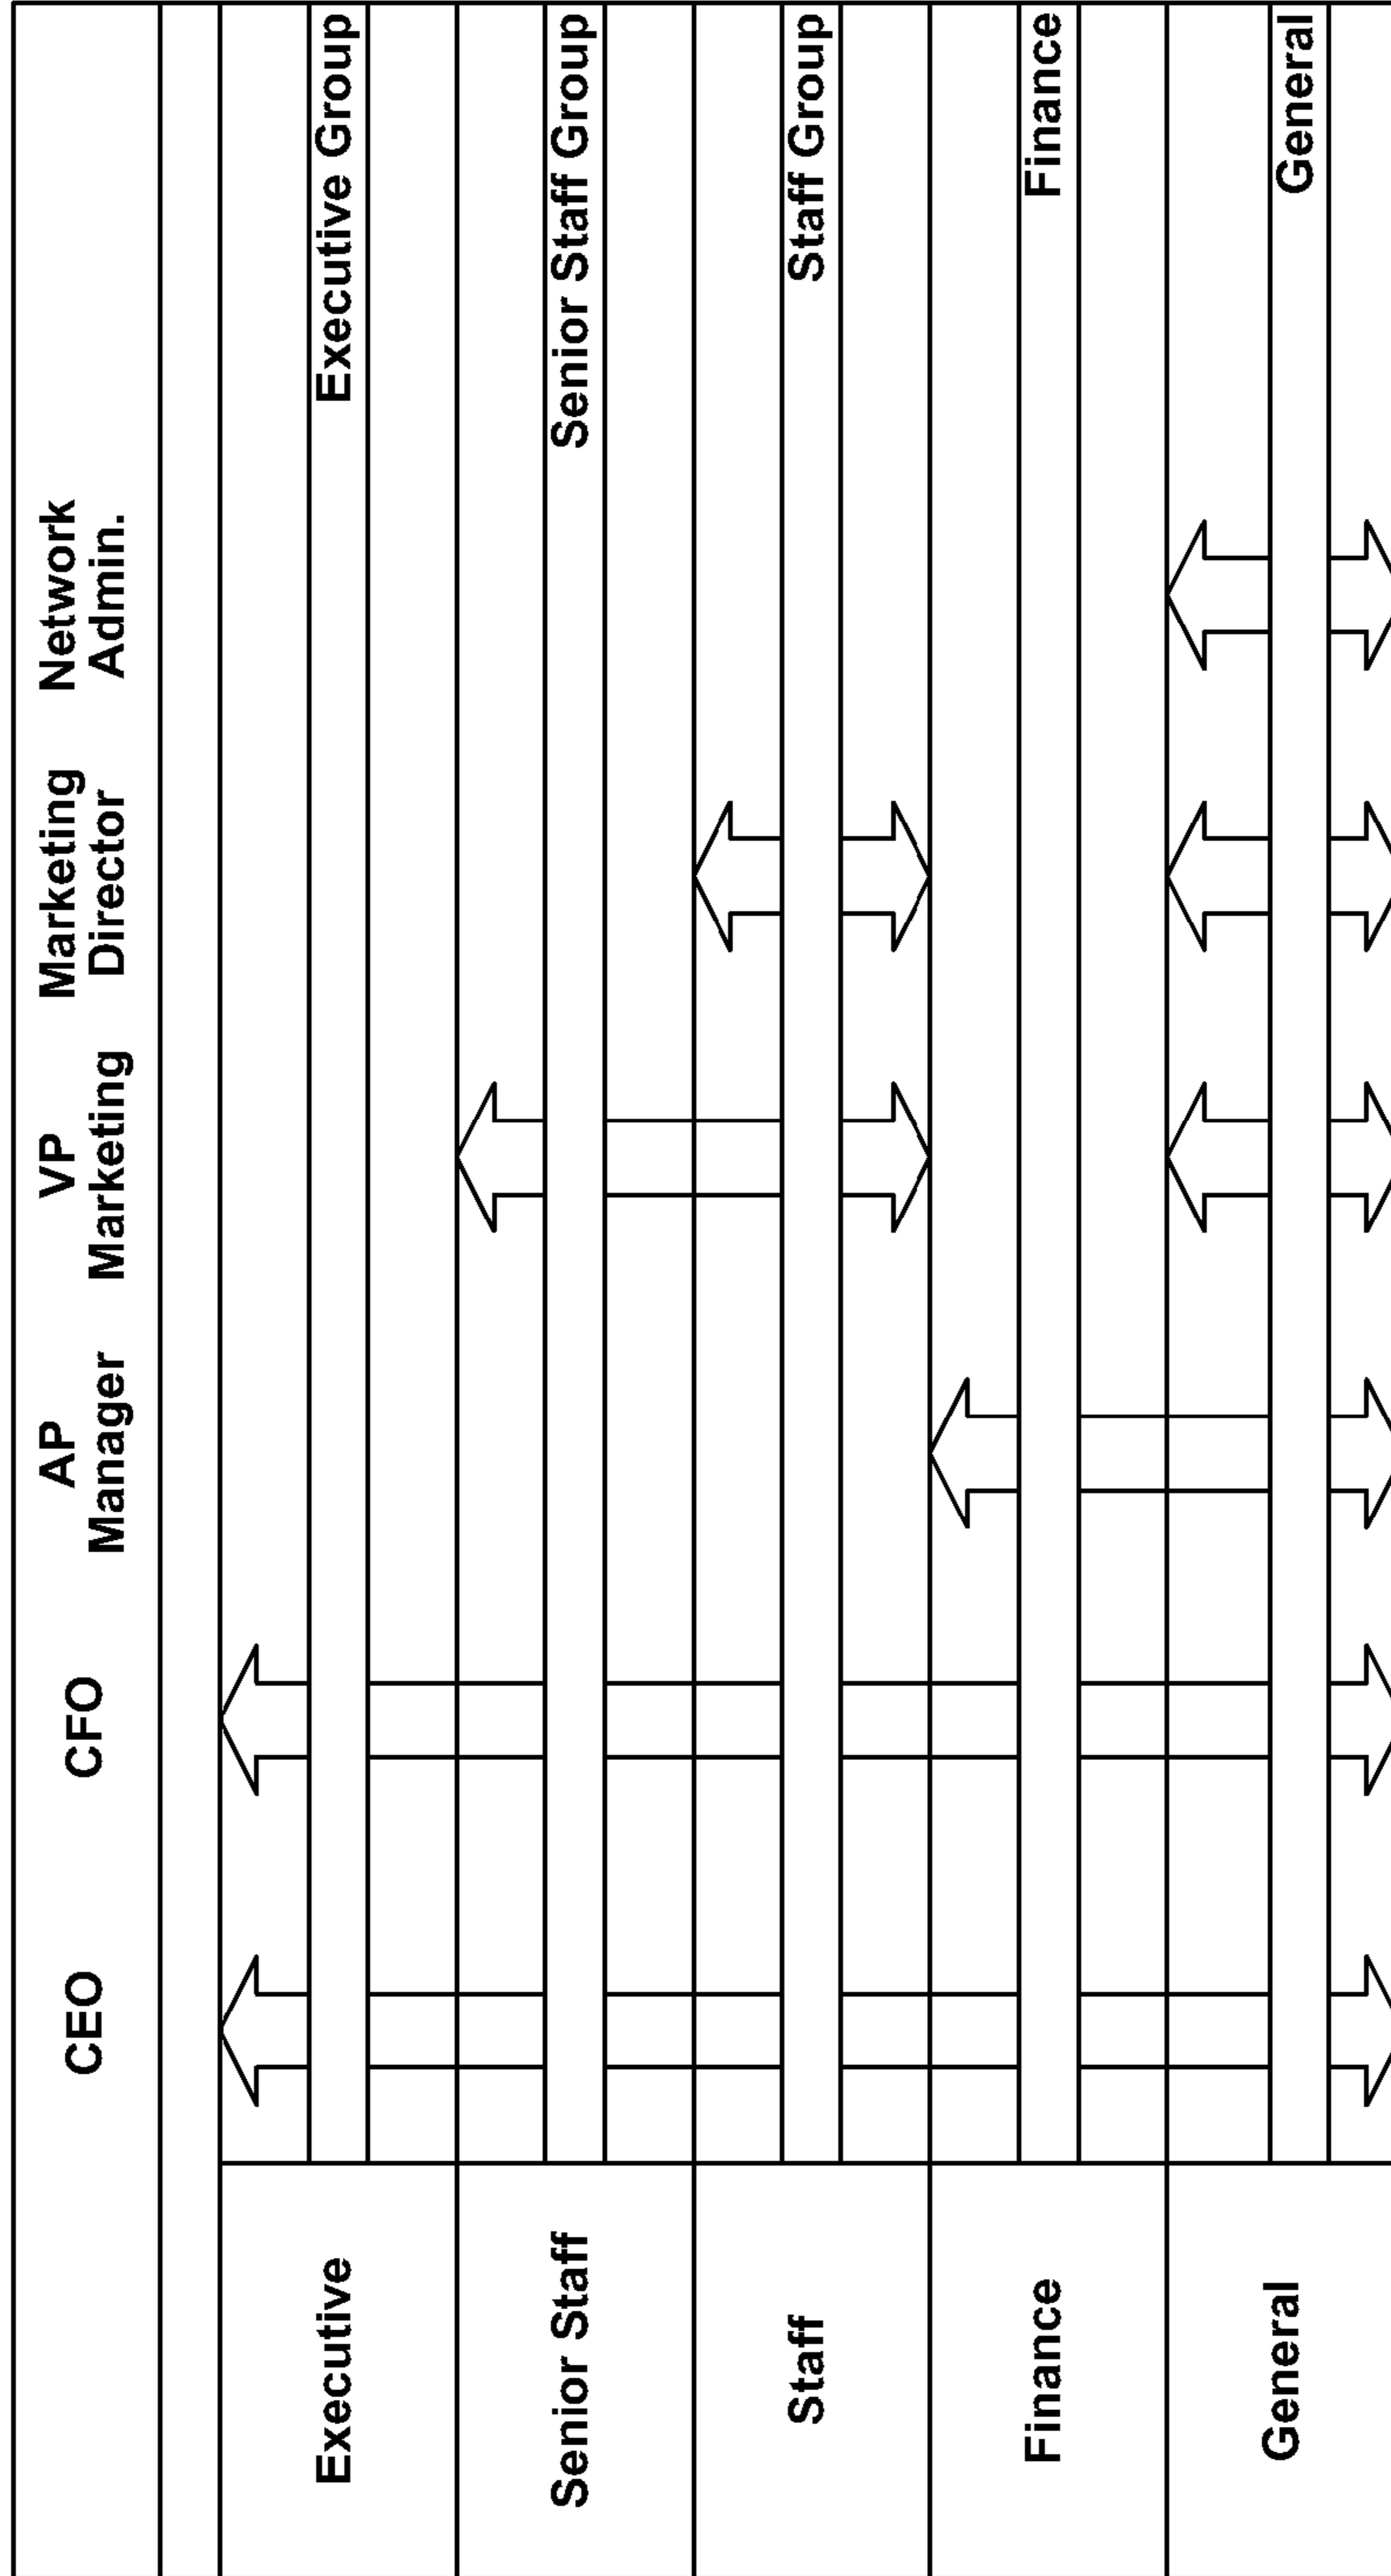 CEO
CFO
AP
Manager
VP
Marketing
Marketing
Director
Network
Admin.
Executive
Executive Group
Senior Staff
Senior Staff Group
Staff
Staff Group
Finance
Finance
General
General